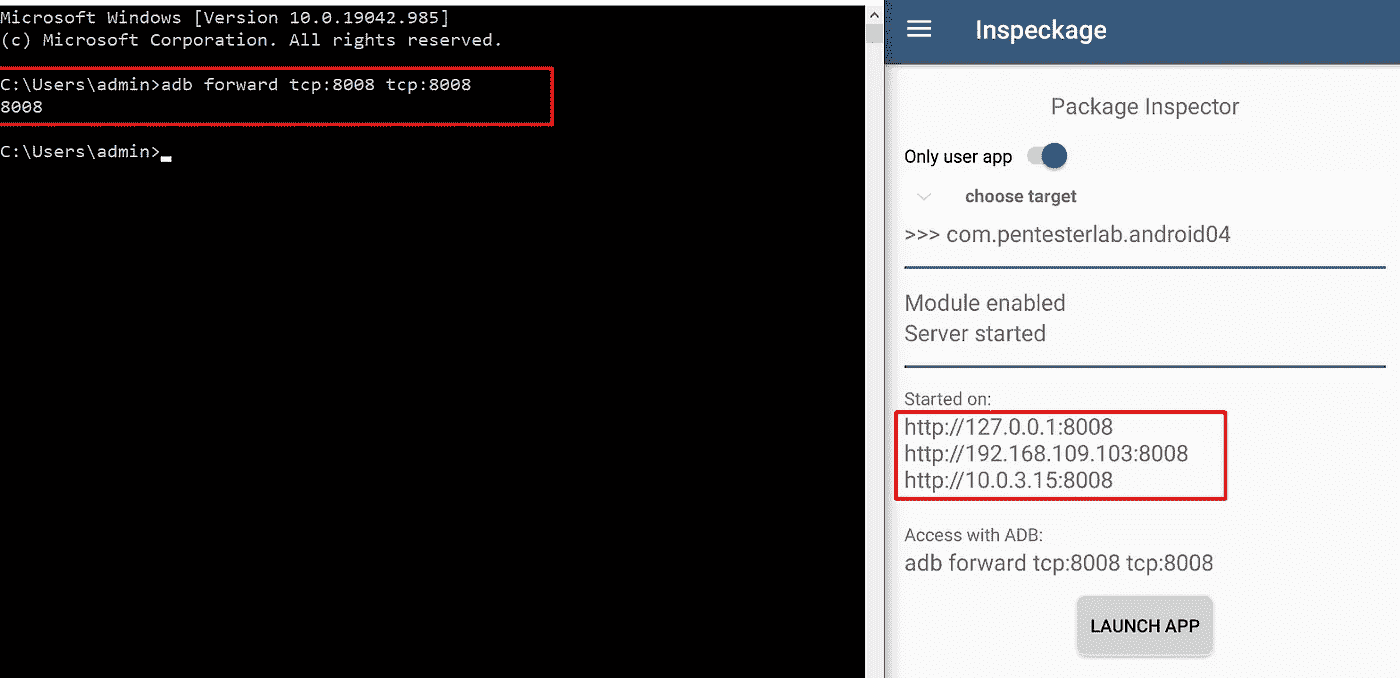 Microsoft Windows [Version 10.0.19042.985]
(c) Microsoft Corporation. All rights reserved.
C:\Users\admin>adb forward tcp:8008 tcp:8008
8008
C:\Users\admin>
Inspeckage
Package Inspector
Only user app
choose target
>>> com.pentesterlab.android04
Module enabled
Server started
Started on:
http://127.0.0.1:8008
http://192.168.109.103:8008
http://10.0.3.15:8008
Access with ADB:
adb forward tcp:8008 tcp:8008
LAUNCH APP